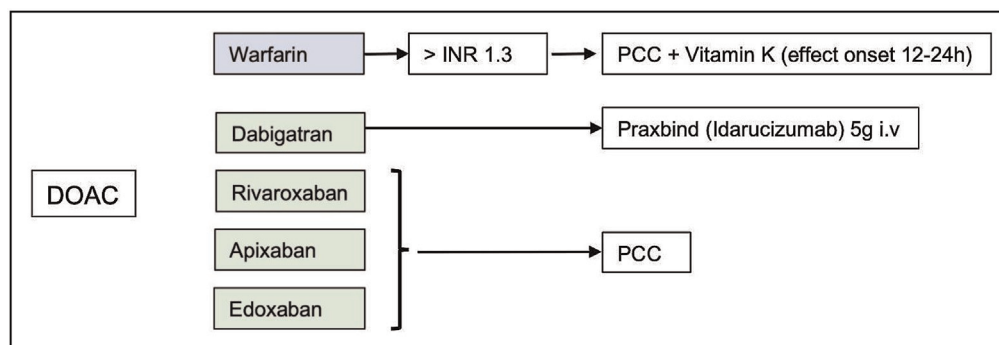 Warfarin
> INR 1.3
PCC + Vitamin K (effect onset 12-24h)
Dabigatran
Praxbind (Idarucizumab) 5g i.v
DOAC
Rivaroxaban
Apixaban
PCC
Edoxaban